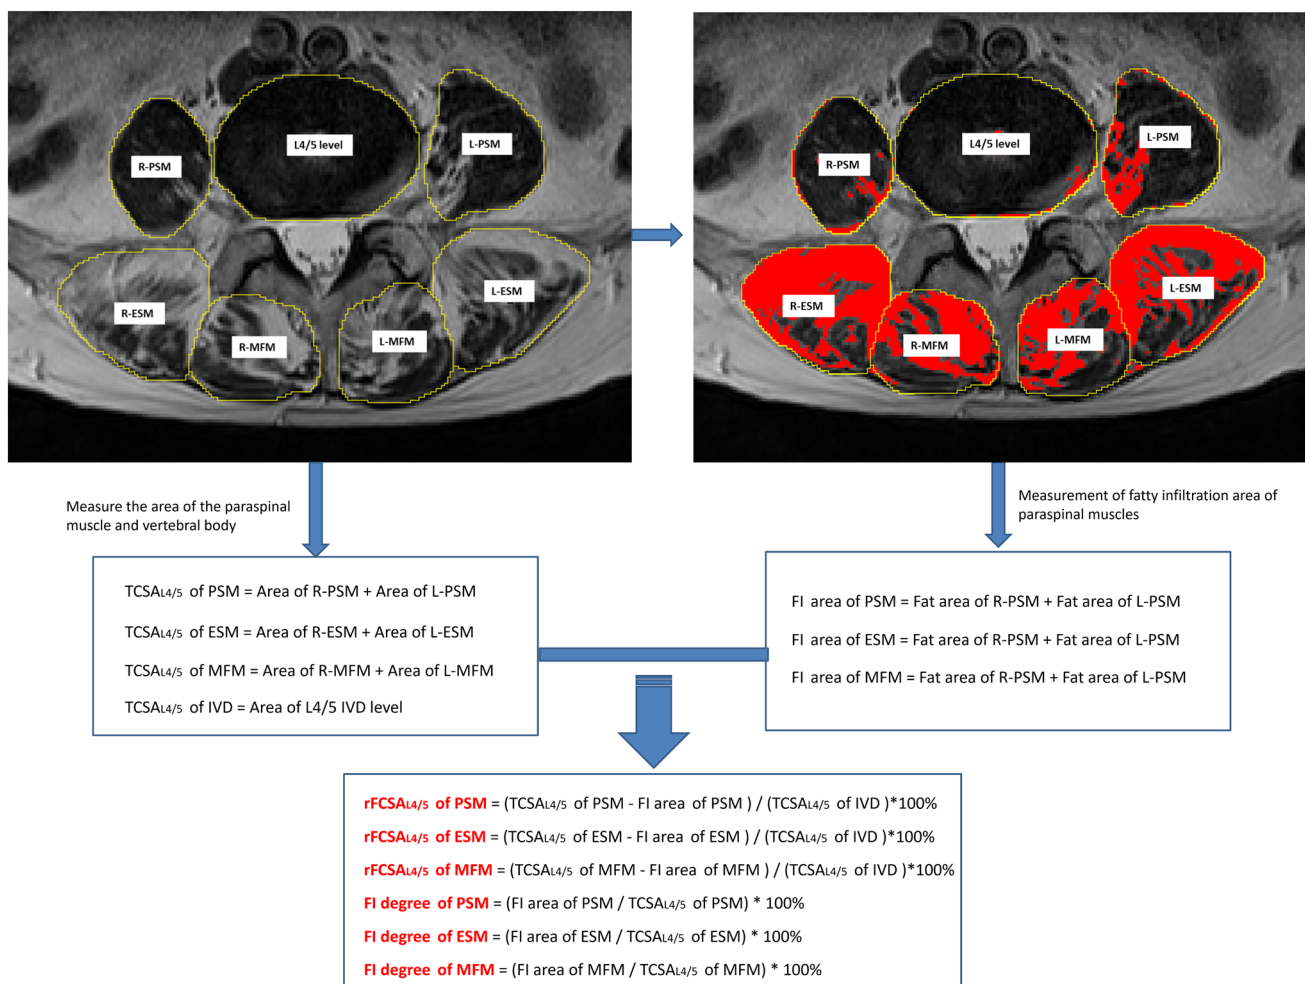 L4/5 level
L-PSM
R-PSM
L-ESM
R-ESM
R-MFM
L-MFM
L4/5 level
L-PSM
R-PSM
L-ESM
R-ESM
R-MFM
L-MFM
Measure the area of the paraspinal
muscle and vertebral body
Measurement of fatty infiltration area of
paraspinal muscles
TCSAL4/5 of PSM = Area of R-PSM + Area of L-PSM
TCSAL4/5 of ESM = Area of R-ESM + Area of L-ESM
TCSAL4/5 of MFM = Area of R-MFM + Area of L-MFM
TCSAL4/5 of IVD = Area of L4/5 IVD level
FI area of PSM = Fat area of R-PSM + Fat area of L-PSM
FI area of ESM = Fat area of R-PSM + Fat area of L-PSM
FI area of MFM = Fat area of R-PSM + Fat area of L-PSM
rFCSAL4/5 of PSM = (TCSAL4/5 of PSM - FI area of PSM ) / (TCSAL4/5 of IVD )*100%
rFCSAL4/5 of ESM = (TCSAL4/5 of ESM - FI area of ESM ) / (TCSAL4/5 of IVD )*100%
rFCSAL4/5 of MFM = (TCSAL4/5 of MFM - FI area of MFM ) / (TCSAL4/5 of IVD )*100%
FI degree of PSM = (FI area of PSM / TCSAL4/5 of PSM) * 100%
FI degree of ESM = (FI area of ESM / TCSAL4/5 of ESM) * 100%
FI degree of MFM = (FI area of MFM / TCSAL4/5 of MFM) * 100%